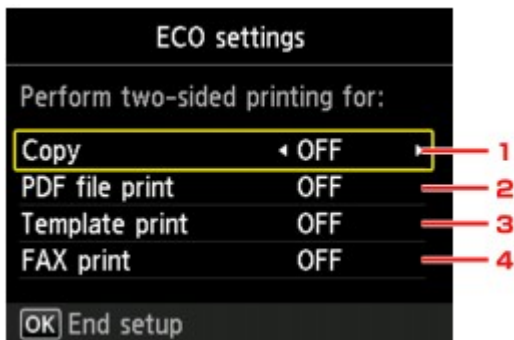 ECO settings
Perform two-sided printing for:
Copy OFF 1
PDF file print OFF 2
Template print OFF 3
FAX print OFF 4
OK End setup